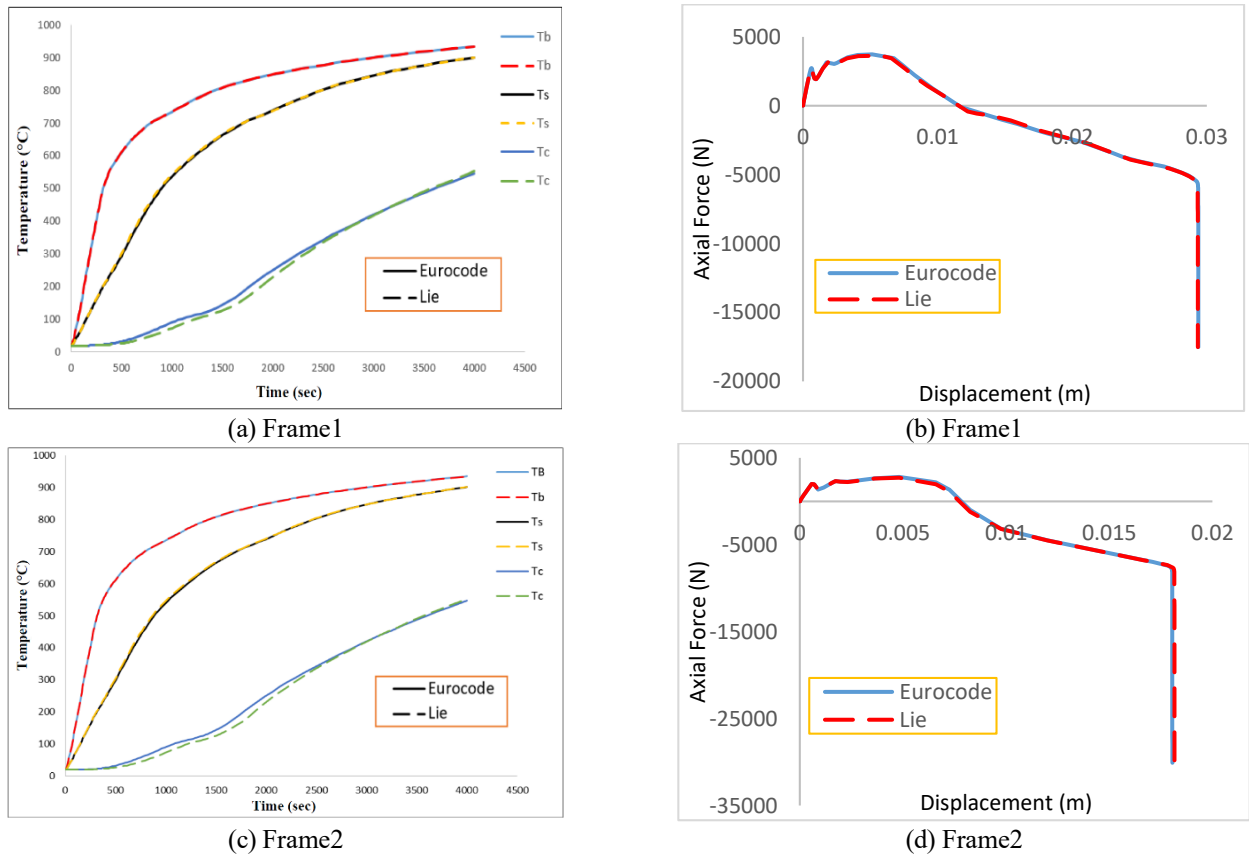 1000
900
800
700
600
500
400
300
200
100
0
Temperature (°C)
0 500 1000 1500 2000 2500 3000 3500 4000 4500
Time (sec)
Tb
Tb
Ts
Ts
Tc
Tc
Eurocode
Lie
(a) Frame1
5000
0
-5000
-10000
-15000
-20000
Axial Force (N)
0 0.01 0.02 0.03
Displacement (m)
Eurocode
Lie
(b) Frame1
1000
900
800
700
600
500
400
300
200
100
0
Temperature (°C)
0 500 1000 1500 2000 2500 3000 3500 4000 4500
Time (sec)
TB
Tb
Ts
Ts
Tc
Tc
Eurocode
Lie
(c) Frame2
5000
-5000
-15000
-25000
-35000
Axial Force (N)
0 0.005 0.01 0.015 0.02
Displacement (m)
Eurocode
Lie
(d) Frame2